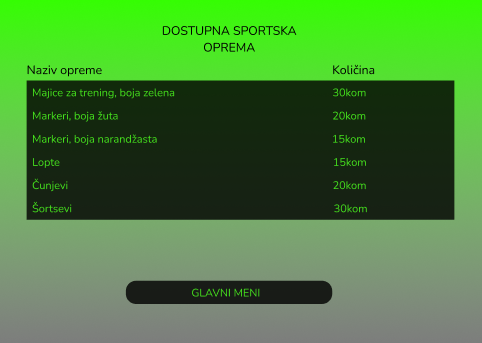 DOSTUPNA SPORTSKA
OPREMA
Naziv opreme Količina
Majice za trening, boja zelena 30kom
Markeri, boja žuta 20kom
Markeri, boja narandžasta 15kom
Lopte 15kom
Čunjevi 20kom
Šortsevi 30kom
GLAVNI MENI